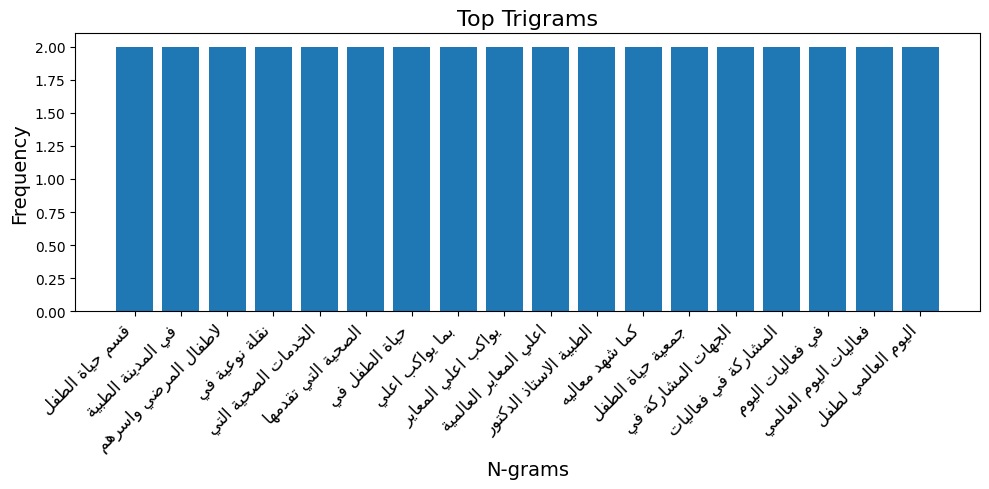 Top Trigrams
Frequency
2.00
1.75
1.50
1.25
1.00
0.75
0.50
0.25
0.00
قسم حياة الطفل
في المدينة الطبية
لاطفال المرضي واسرهم
نقلة نوعية في
الخدمات الصحية التي
الصحية التي تقدمها
حياة الطفل في
بما يواكب اعلي
يواكب اعلي المعاير
اعلي المعاير العالمية
الطبية الاستاذ الدكتور
كما شهد معاليه
جمعية حياة الطفل
الجهات المشاركة في
المشاركة في فعاليات
في فعاليات اليوم
فعاليات اليوم العالمي
اليوم العالمي لطفل
N-grams